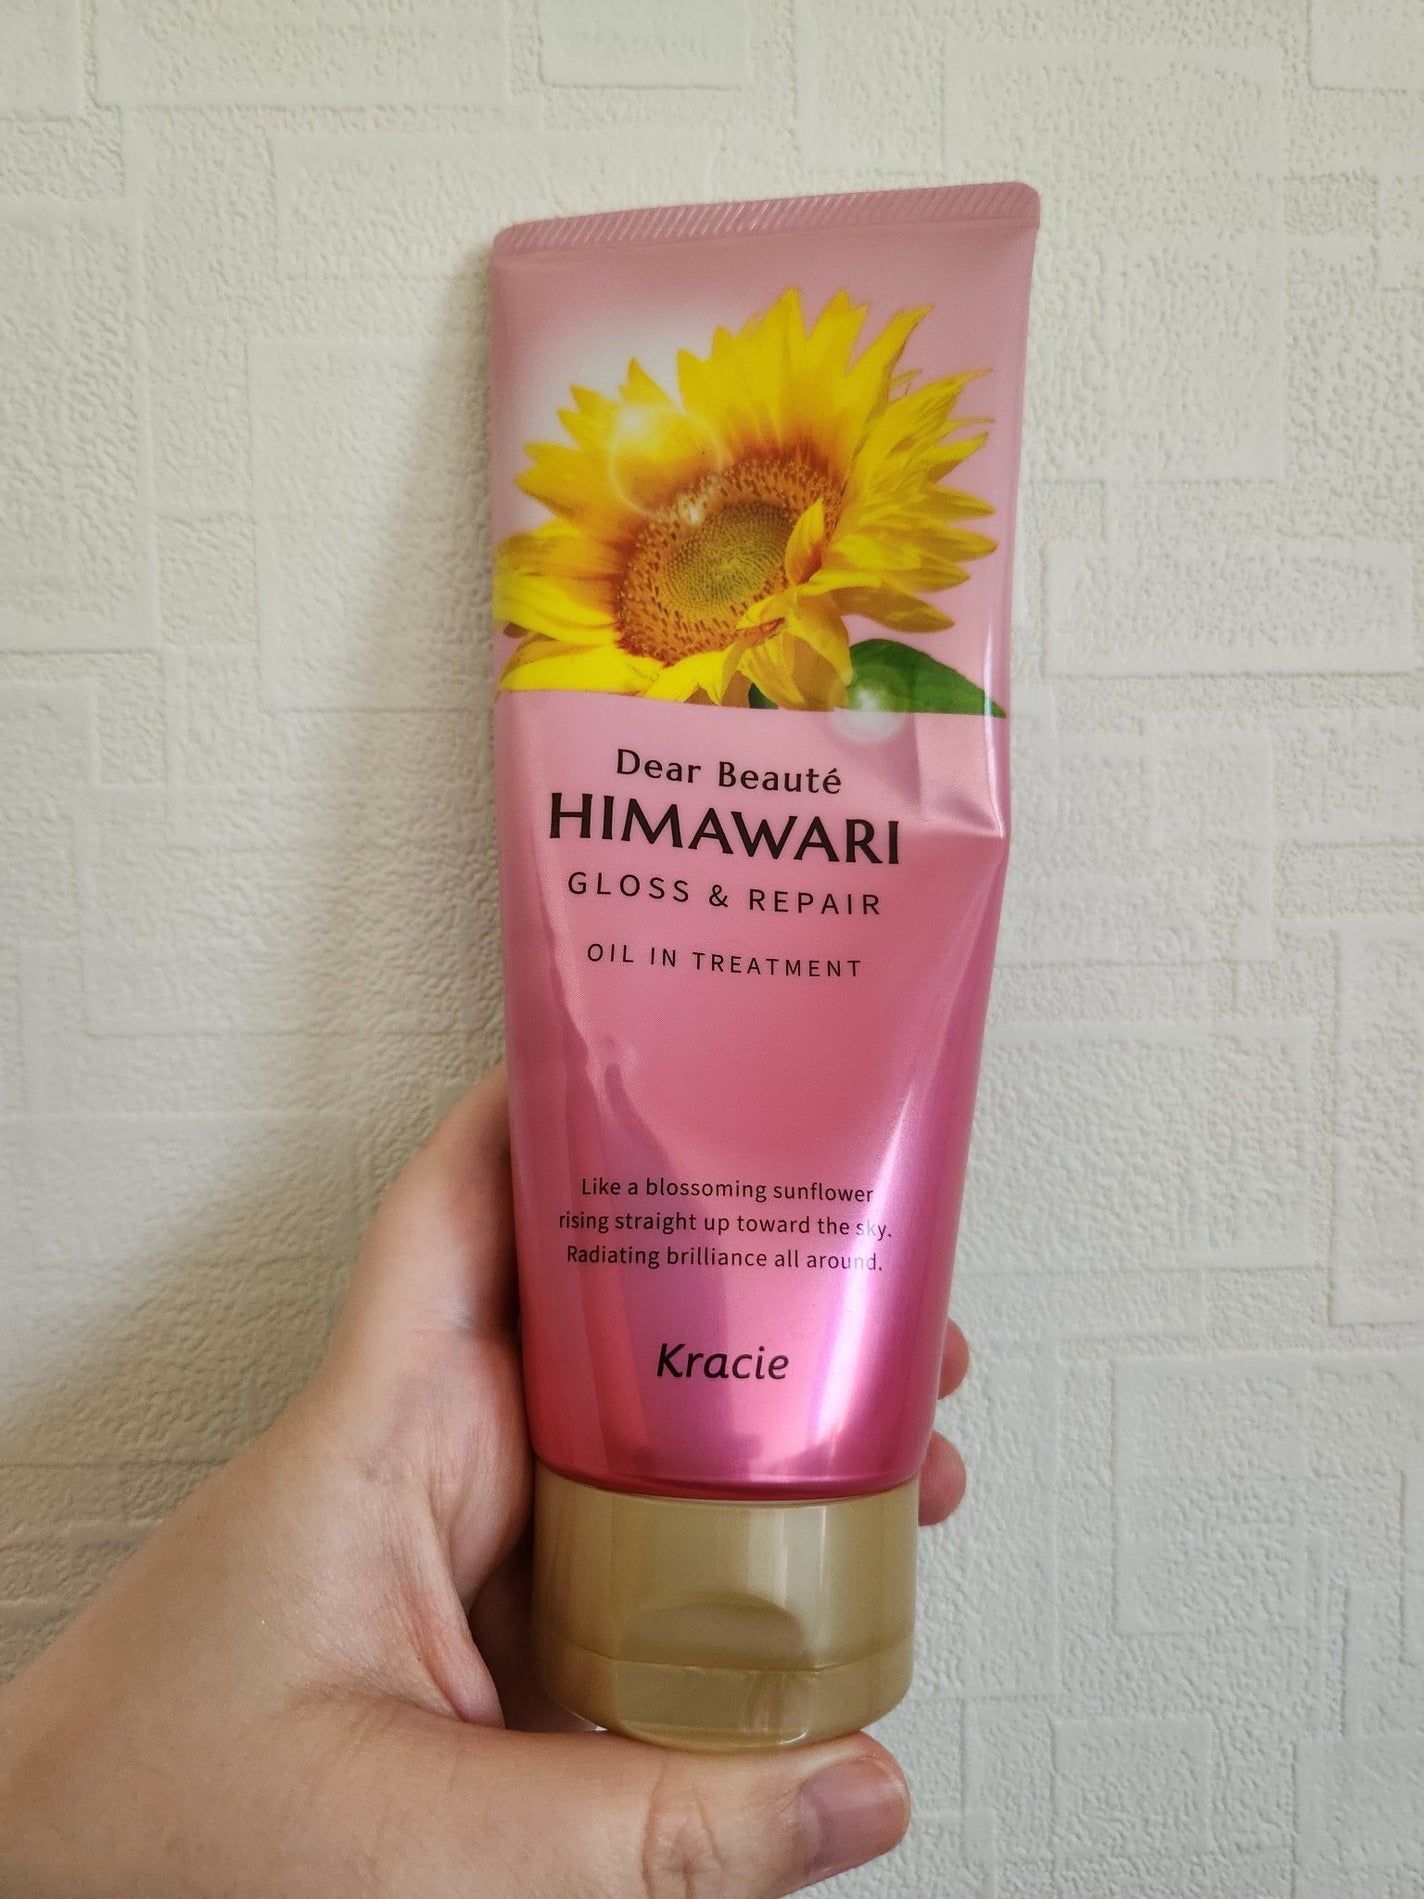 Dear Beauté
HIMAWARI
GLOSS & REPAIR
OIL IN TREATMENT
Like a blossoming sunflower
rising straight up toward the sky.
Radiating brilliance all around.
Kracie